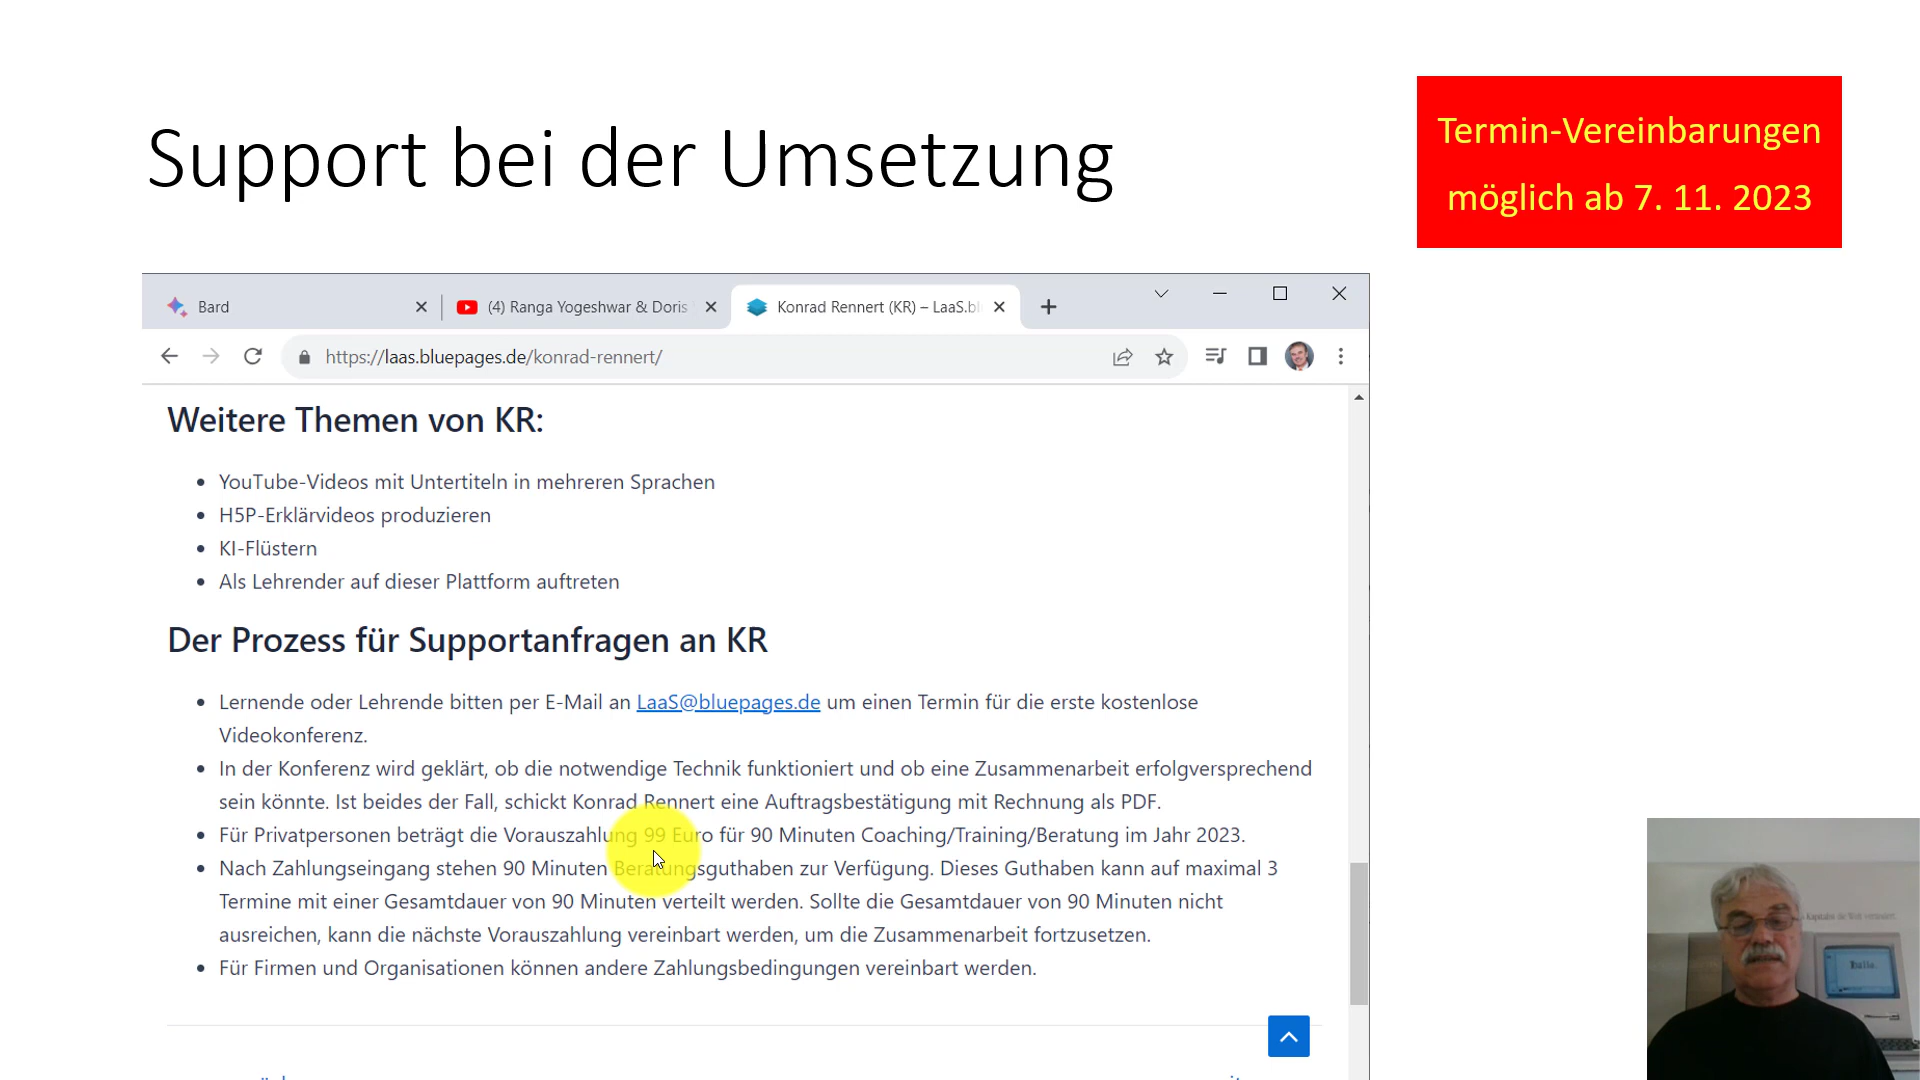 Support bei der Umsetzung
Termin-Vereinbarungen
möglich ab 7. 11. 2023
Bard
(4) Ranga Yogeshwar & Doris
Konrad Rennert (KR) – LaaS.bl
https://laas.bluepages.de/konrad-rennert/
Weitere Themen von KR:
• YouTube-Videos mit Untertiteln in mehreren Sprachen
• H5P-Erklärvideos produzieren
• KI-Flüstern
• Als Lehrender auf dieser Plattform auftreten
Der Prozess für Supportanfragen an KR
• Lernende oder Lehrende bitten per E-Mail an LaaS@bluepages.de um einen Termin für die erste kostenlose
Videokonferenz.
• In der Konferenz wird geklärt, ob die notwendige Technik funktioniert und ob eine Zusammenarbeit erfolgversprechend
sein könnte. Ist beides der Fall, schickt Konrad Rennert eine Auftragsbestätigung mit Rechnung als PDF.
• Für Privatpersonen beträgt die Vorauszahlung 99 Euro für 90 Minuten Coaching/Training/Beratung im Jahr 2023.
• Nach Zahlungseingang stehen 90 Minuten Beratungsguthaben zur Verfügung. Dieses Guthaben kann auf maximal 3
Termine mit einer Gesamtdauer von 90 Minuten verteilt werden. Sollte die Gesamtdauer von 90 Minuten nicht
ausreichen, kann die nächste Vorauszahlung vereinbart werden, um die Zusammenarbeit fortzusetzen.
• Für Firmen und Organisationen können andere Zahlungsbedingungen vereinbart werden.